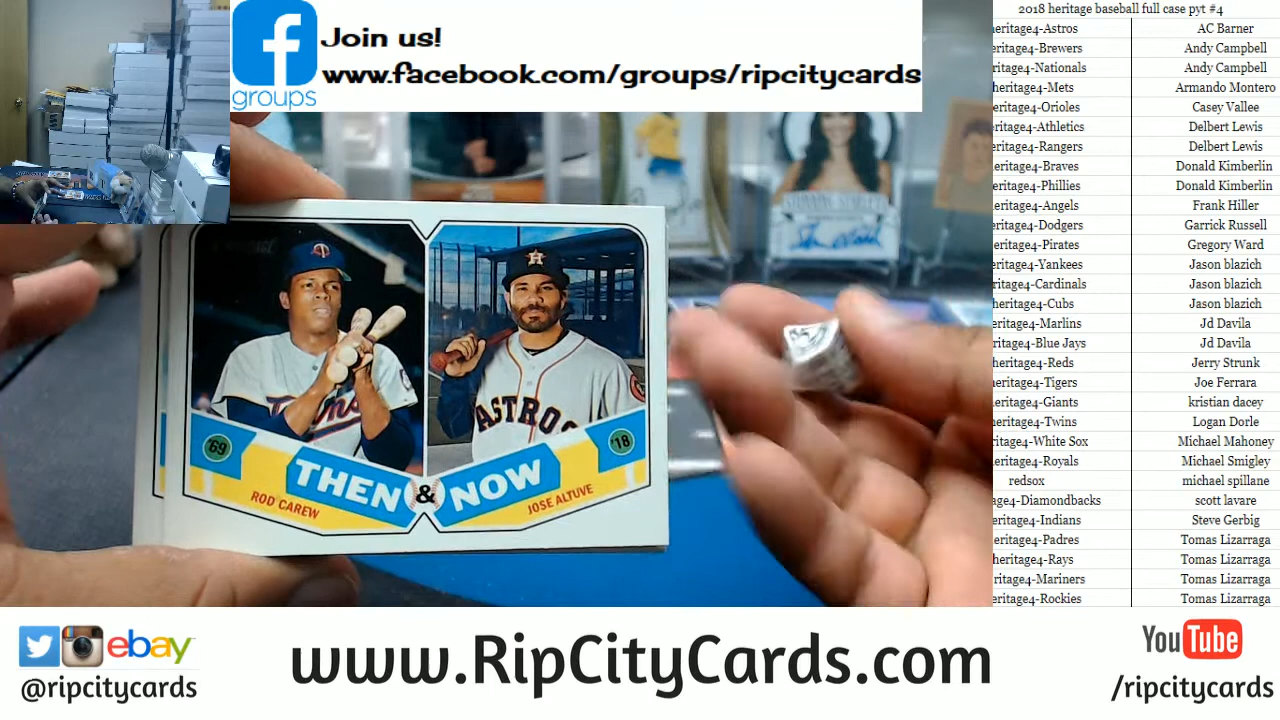 2018 heritage baseball full case pyt #4
eritage4-Astros AC Barner
eritage4-Brewers Andy Campbell
ritage4-Nationals Andy Campbell
heritage4-Mets Armando Montero
eritage4-Orioles Casey Vallee
ritage4-Athletics Delbert Lewis
eritage4-Rangers Delbert Lewis
eritage4-Braves Donald Kimberlin
eritage4-Phillies Donald Kimberlin
eritage4-Angels Frank Hiller
eritage4-Dodgers Garrick Russell
eritage4-Pirates Gregory Ward
eritage4-Yankees Jason blazich
ritage4-Cardinals Jason blazich
heritage4-Cubs Jason blazich
eritage4-Marlins Jd Davila
ritage4-Blue Jays Jd Davila
heritage4-Reds Jerry Strunk
eritage4-Tigers Joe Ferrara
eritage4-Giants kristian dacey
eritage4-Twins Logan Dorle
ritage4-White Sox Michael Mahoney
eritage4-Royals Michael Smigley
redsox michael spillane
age4-Diamondbacks scott lavare
eritage4-Indians Steve Gerbig
eritage4-Padres Tomas Lizarraga
heritage4-Rays Tomas Lizarraga
ritage4-Mariners Tomas Lizarraga
eritage4-Rockies Tomas Lizarraga
f
groups
Join us!
www.facebook.com/groups/ripcitycards
Twins
ASTROS
'69
'18
THEN & NOW
ROD CAREW
JOSE ALTUVE
ebay
@ripcitycards
www.RipCityCards.com
YouTube
/ripcitycards